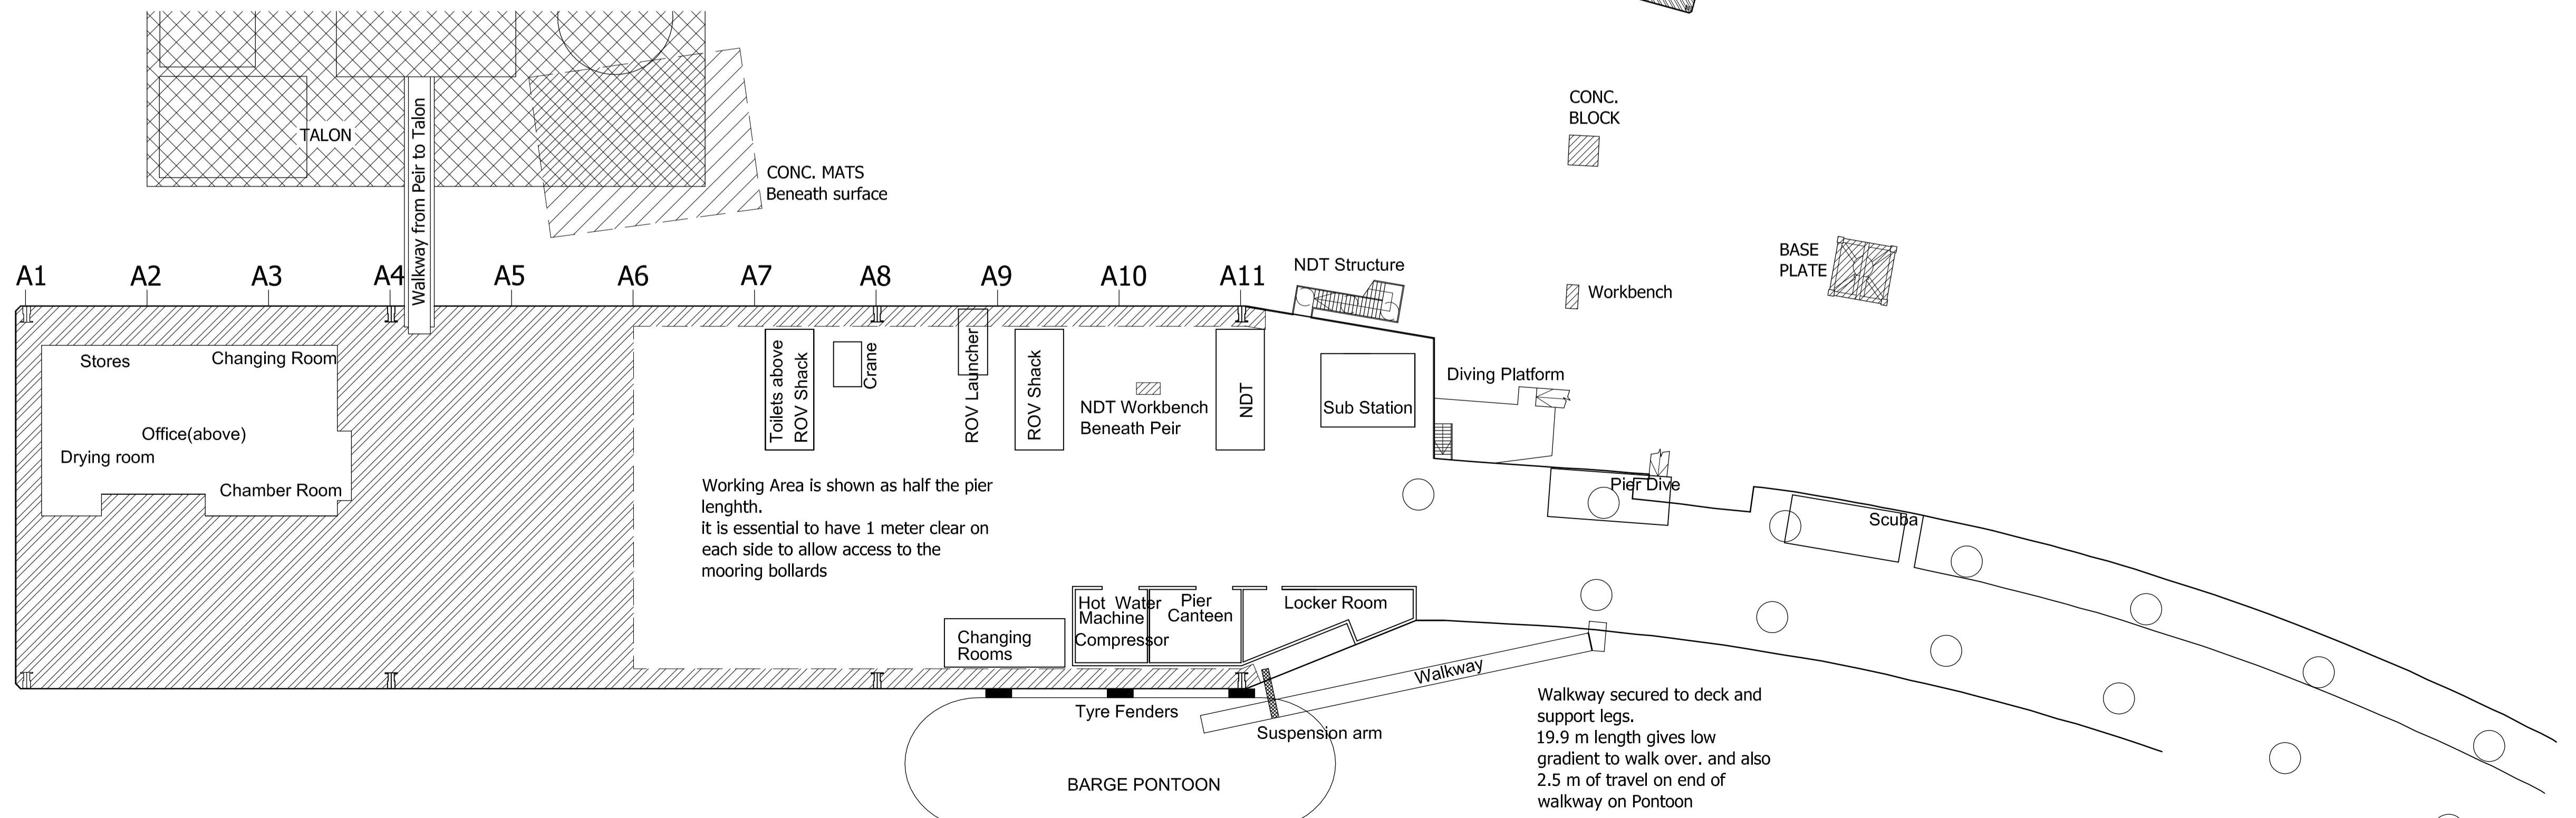 CONC.
BLOCK
TALON
Walkway from Peir to Talon
CONC. MATS
Beneath surface
BASE
PLATE
Workbench
NDT Structure
A1
A2
A3
A4
A5
A6
A7
A8
A9
A10
A11
Stores
Changing Room
Office(above)
Drying room
Chamber Room
Toilets above
ROV Shack
Crane
ROV Launcher
ROV Shack
NDT Workbench
Beneath Peir
NDT
Sub Station
Diving Platform
Pier Dive
Scuba
Working Area is shown as half the pier
lenghth.
it is essential to have 1 meter clear on
each side to allow access to the
mooring bollards
Changing
Rooms
Hot Water
Machine
Compressor
Pier
Canteen
Locker Room
Walkway
Tyre Fenders
Suspension arm
BARGE PONTOON
Walkway secured to deck and
support legs.
19.9 m length gives low
gradient to walk over. and also
2.5 m of travel on end of
walkway on Pontoon